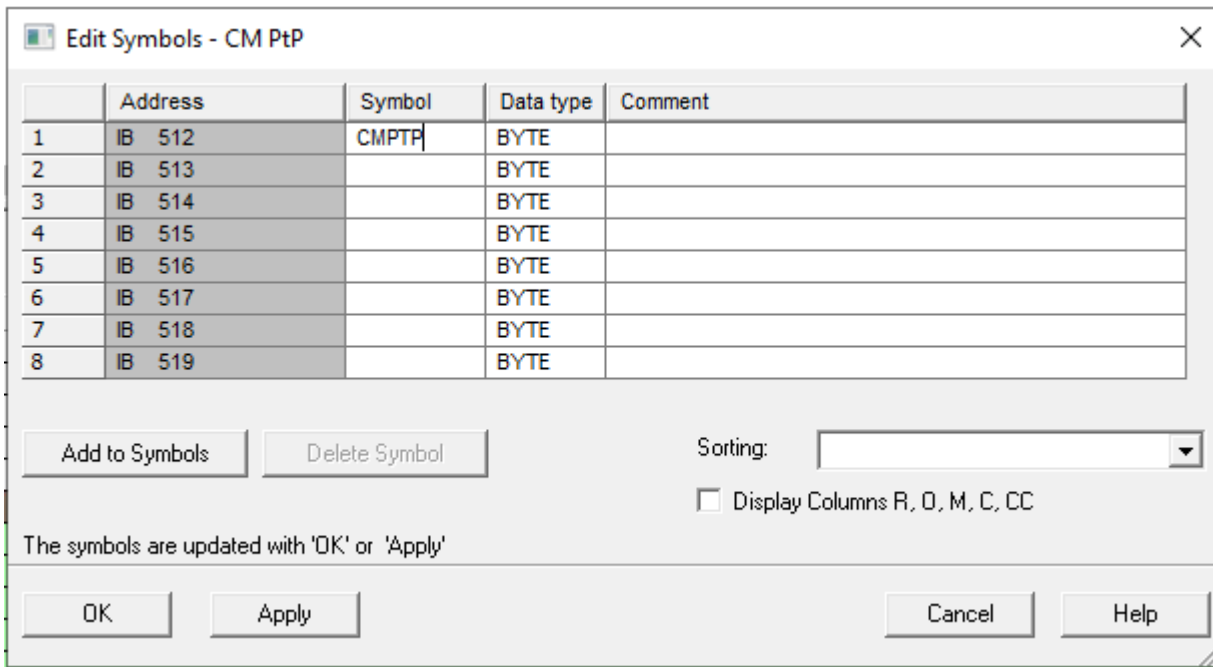 Edit Symbols - CM PtP
Address Symbol Data type Comment
1 IB 512 CMPTP BYTE
2 IB 513 BYTE
3 IB 514 BYTE
4 IB 515 BYTE
5 IB 516 BYTE
6 IB 517 BYTE
7 IB 518 BYTE
8 IB 519 BYTE
Add to Symbols Delete Symbol Sorting:
Display Columns R, O, M, C, CC
The symbols are updated with 'OK' or 'Apply'
OK Apply Cancel Help